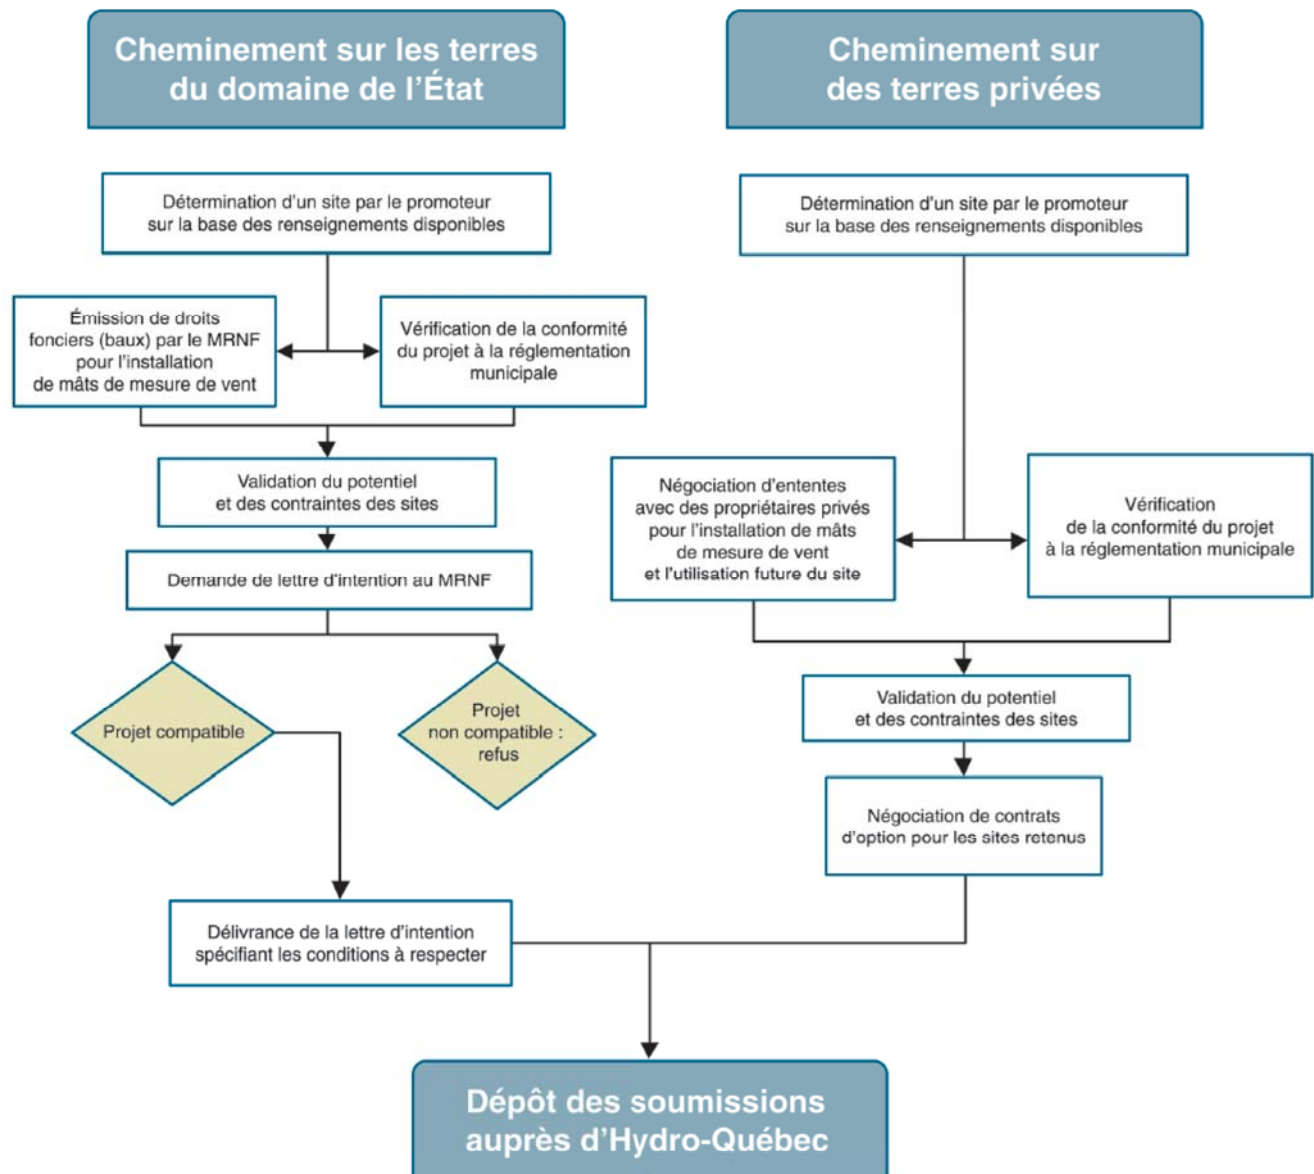 Cheminement sur les terres
du domaine de l'État
Cheminement sur
des terres privées
Détermination d'un site par le promoteur
sur la base des renseignements disponibles
Détermination d'un site par le promoteur
sur la base des renseignements disponibles
Émission de droits
fonciers (baux) par le MRNF
pour l'installation
de mâts de mesure de vent
Vérification de la conformité
du projet à la réglementation
municipale
Validation du potentiel
et des contraintes des sites
Négociation d'ententes
avec des propriétaires privés
pour l'installation de mâts
de mesure de vent
et l'utilisation future du site
Vérification
de la conformité du projet
à la réglementation municipale
Demande de lettre d'intention au MRNF
Projet compatible
Projet
non compatible :
refus
Validation du potentiel
et des contraintes des sites
Négociation de contrats
d'option pour les sites retenus
Délivrance de la lettre d'intention
spécifiant les conditions à respecter
Dépôt des soumissions
auprès d'Hydro-Québec